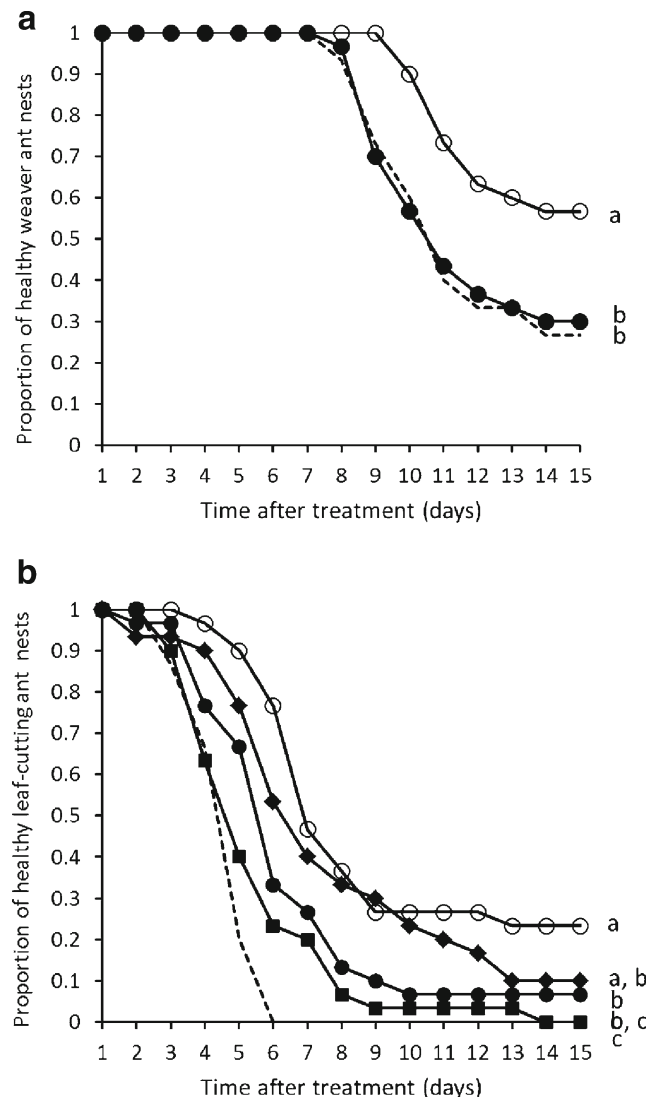 a
Proportion of healthy weaver ant nests
1
0.9
0.8
0.7
0.6
0.5
0.4
0.3
0.2
0.1
0
a
b
b
1 2 3 4 5 6 7 8 9 10 11 12 13 14 15
Time after treatment (days)
b
Proportion of healthy leaf-cutting ant nests
1
0.9
0.8
0.7
0.6
0.5
0.4
0.3
0.2
0.1
0
a
a, b
b
b, c
c
1 2 3 4 5 6 7 8 9 10 11 12 13 14 15
Time after treatment (days)